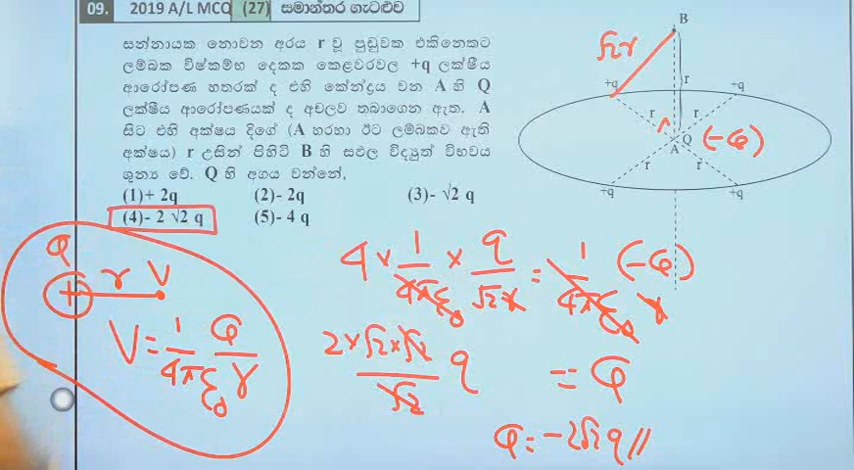 09. 2019 A/L MCQ (27) සමාන්තර ගැටළුව
සන්නායක නොවන අරය r වූ පුඩුවක එකිනෙකට
ලම්බක විෂ්කම්භ දෙකක කෙළවරවල +q ලක්ෂීය
ආරෝපණ හතරක් ද එහි කේන්ද්‍රය වන A හි Q
ලක්ෂීය ආරෝපණයක් ද අචලව තබාගෙන ඇත. A
සිට එහි අක්ෂය දිගේ (A හරහා ඊට ලම්බකව ඇති
අක්ෂය) r උසින් පිහිටි B හි සඵල විද්‍යුත් විභවය
ශුන්‍ය වේ. Q හි අගය වන්නේ,
(1)+ 2q (2)- 2q (3)- √2 q
(4)- 2 √2 q (5)- 4 q
B
√2r
r
+q +q
r r
Q (-Q)
A
r r
+q +q
Q
+ r V
V = 1/4πε₀ Q/r
4 × 1/4πε₀ × q/√2r = 1/4πε₀ (-Q)/r
2×√2×√2/√2 q = Q
Q = -2√2 q //